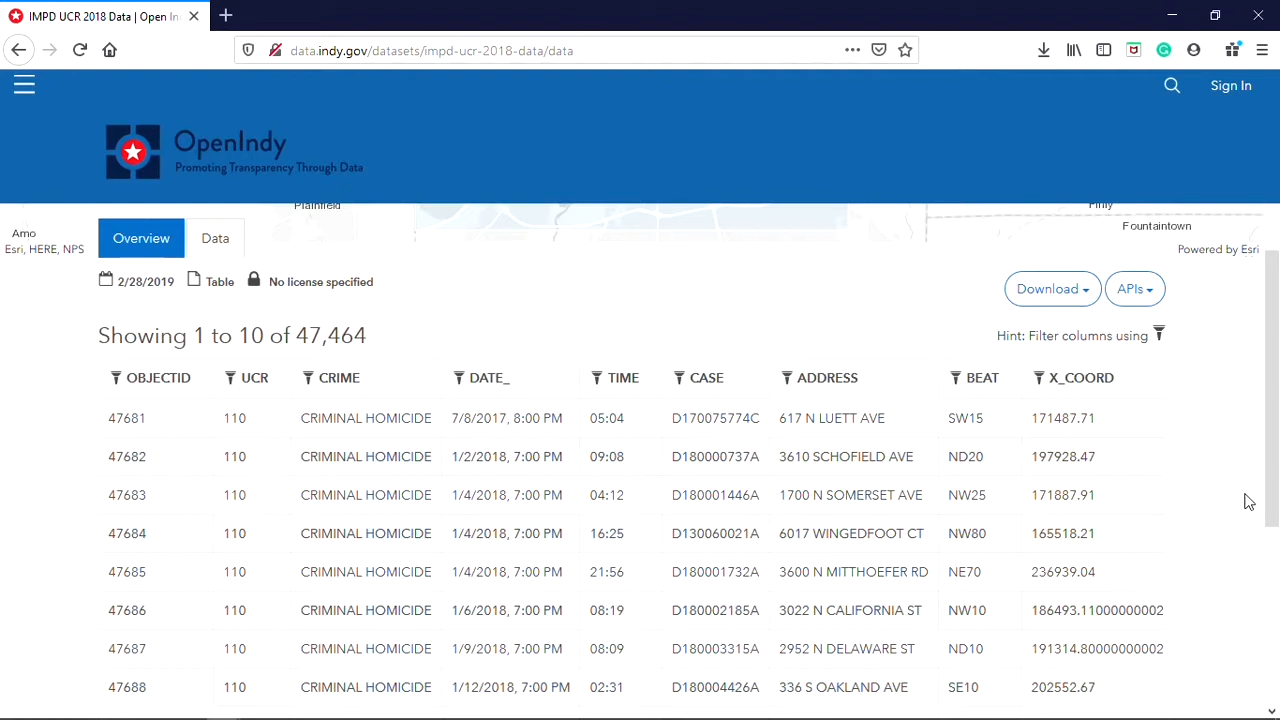 IMPD UCR 2018 Data | Open In
data.indy.gov/datasets/impd-ucr-2018-data/data
Sign In
OpenIndy
Promoting Transparency Through Data
Plainfield
Amo
Fountaintown
Esri, HERE, NPS
Powered by Esri
Overview
Data
2/28/2019
Table
No license specified
Download
APIs
Showing 1 to 10 of 47,464
Hint: Filter columns using
OBJECTID UCR CRIME DATE_ TIME CASE ADDRESS BEAT X_COORD
47681 110 CRIMINAL HOMICIDE 7/8/2017, 8:00 PM 05:04 D170075774C 617 N LUETT AVE SW15 171487.71
47682 110 CRIMINAL HOMICIDE 1/2/2018, 7:00 PM 09:08 D180000737A 3610 SCHOFIELD AVE ND20 197928.47
47683 110 CRIMINAL HOMICIDE 1/4/2018, 7:00 PM 04:12 D180001446A 1700 N SOMERSET AVE NW25 171887.91
47684 110 CRIMINAL HOMICIDE 1/4/2018, 7:00 PM 16:25 D130060021A 6017 WINGEDFOOT CT NW80 165518.21
47685 110 CRIMINAL HOMICIDE 1/4/2018, 7:00 PM 21:56 D180001732A 3600 N MITTHOEFER RD NE70 236939.04
47686 110 CRIMINAL HOMICIDE 1/6/2018, 7:00 PM 08:19 D180002185A 3022 N CALIFORNIA ST NW10 186493.11000000002
47687 110 CRIMINAL HOMICIDE 1/9/2018, 7:00 PM 08:09 D180003315A 2952 N DELAWARE ST ND10 191314.80000000002
47688 110 CRIMINAL HOMICIDE 1/12/2018, 7:00 PM 02:31 D180004426A 336 S OAKLAND AVE SE10 202552.67